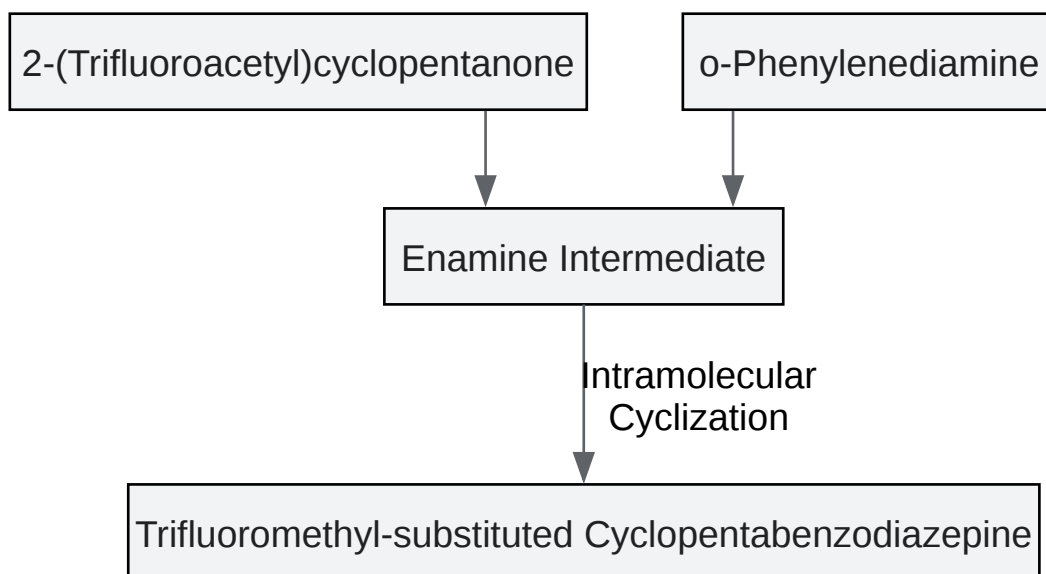 2-(Trifluoroacetyl)cyclopentanone
o-Phenylenediamine
Enamine Intermediate
Intramolecular
Cyclization
Trifluoromethyl-substituted Cyclopentabenzodiazepine